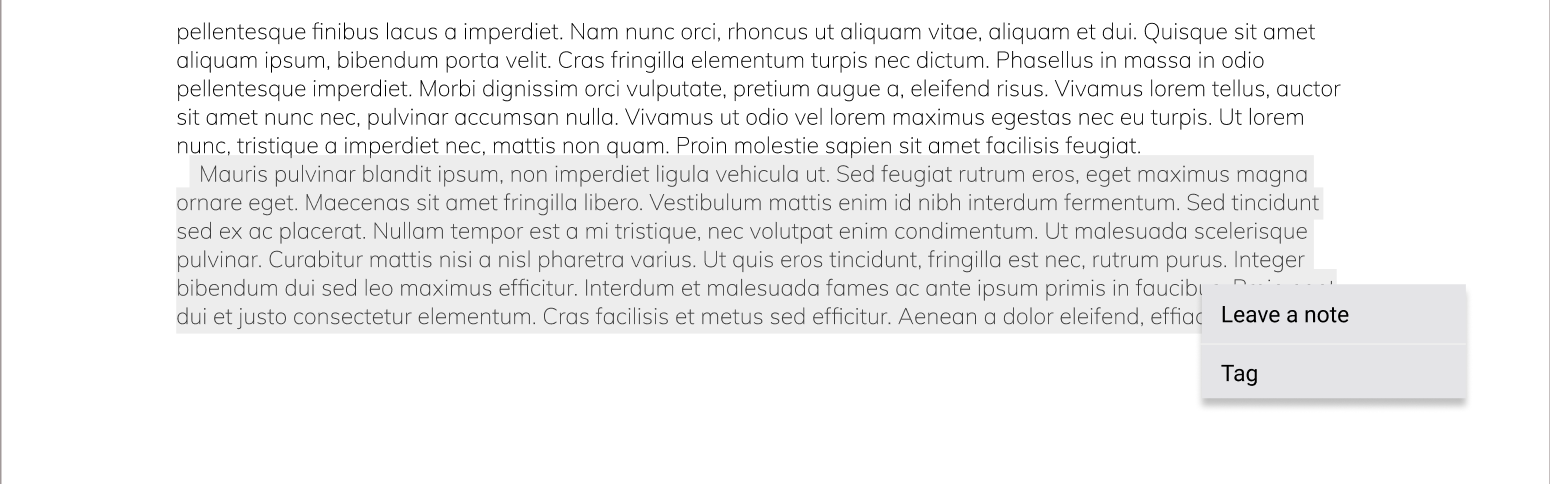 pellentesque finibus lacus a imperdiet. Nam nunc orci, rhoncus ut aliquam vitae, aliquam et dui. Quisque sit amet
aliquam ipsum, bibendum porta velit. Cras fringilla elementum turpis nec dictum. Phasellus in massa in odio
pellentesque imperdiet. Morbi dignissim orci vulputate, pretium augue a, eleifend risus. Vivamus lorem tellus, auctor
sit amet nunc nec, pulvinar accumsan nulla. Vivamus ut odio vel lorem maximus egestas nec eu turpis. Ut lorem
nunc, tristique a imperdiet nec, mattis non quam. Proin molestie sapien sit amet facilisis feugiat.
Mauris pulvinar blandit ipsum, non imperdiet ligula vehicula ut. Sed feugiat rutrum eros, eget maximus magna
ornare eget. Maecenas sit amet fringilla libero. Vestibulum mattis enim id nibh interdum fermentum. Sed tincidunt
sed ex ac placerat. Nullam tempor est a mi tristique, nec volutpat enim condimentum. Ut malesuada scelerisque
pulvinar. Curabitur mattis nisi a nisl pharetra varius. Ut quis eros tincidunt, fringilla est nec, rutrum purus. Integer
bibendum dui sed leo maximus efficitur. Interdum et malesuada fames ac ante ipsum primis in
dui et justo consectetur elementum. Cras facilisis et metus sed efficitur. Aenean a dolor eleifend,
Leave a note
Tag